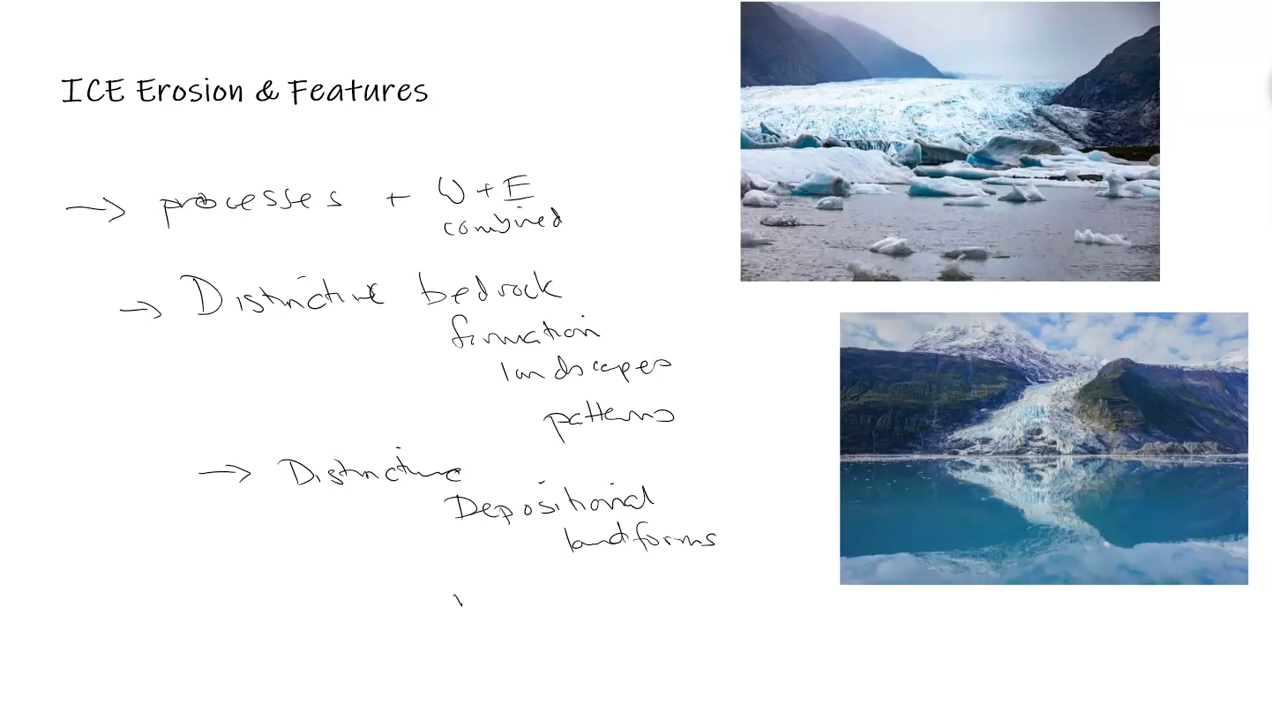 ICE Erosion & Features
→ processes + W + E
combined
→ Distinctive bedrock
formation
landscapes
patterns
→ Distinctive
Depositional
landforms